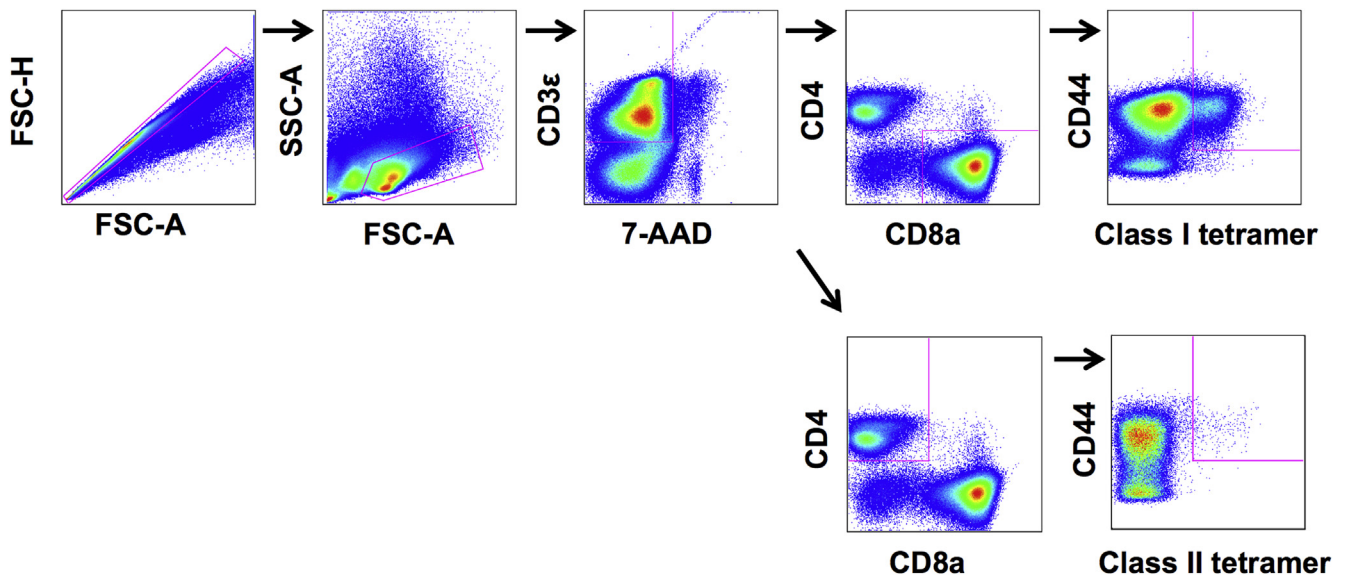 FSC-H
FSC-A
SSC-A
FSC-A
CD3ε
7-AAD
CD4
CD8a
CD44
Class I tetramer
CD4
CD8a
CD44
Class II tetramer